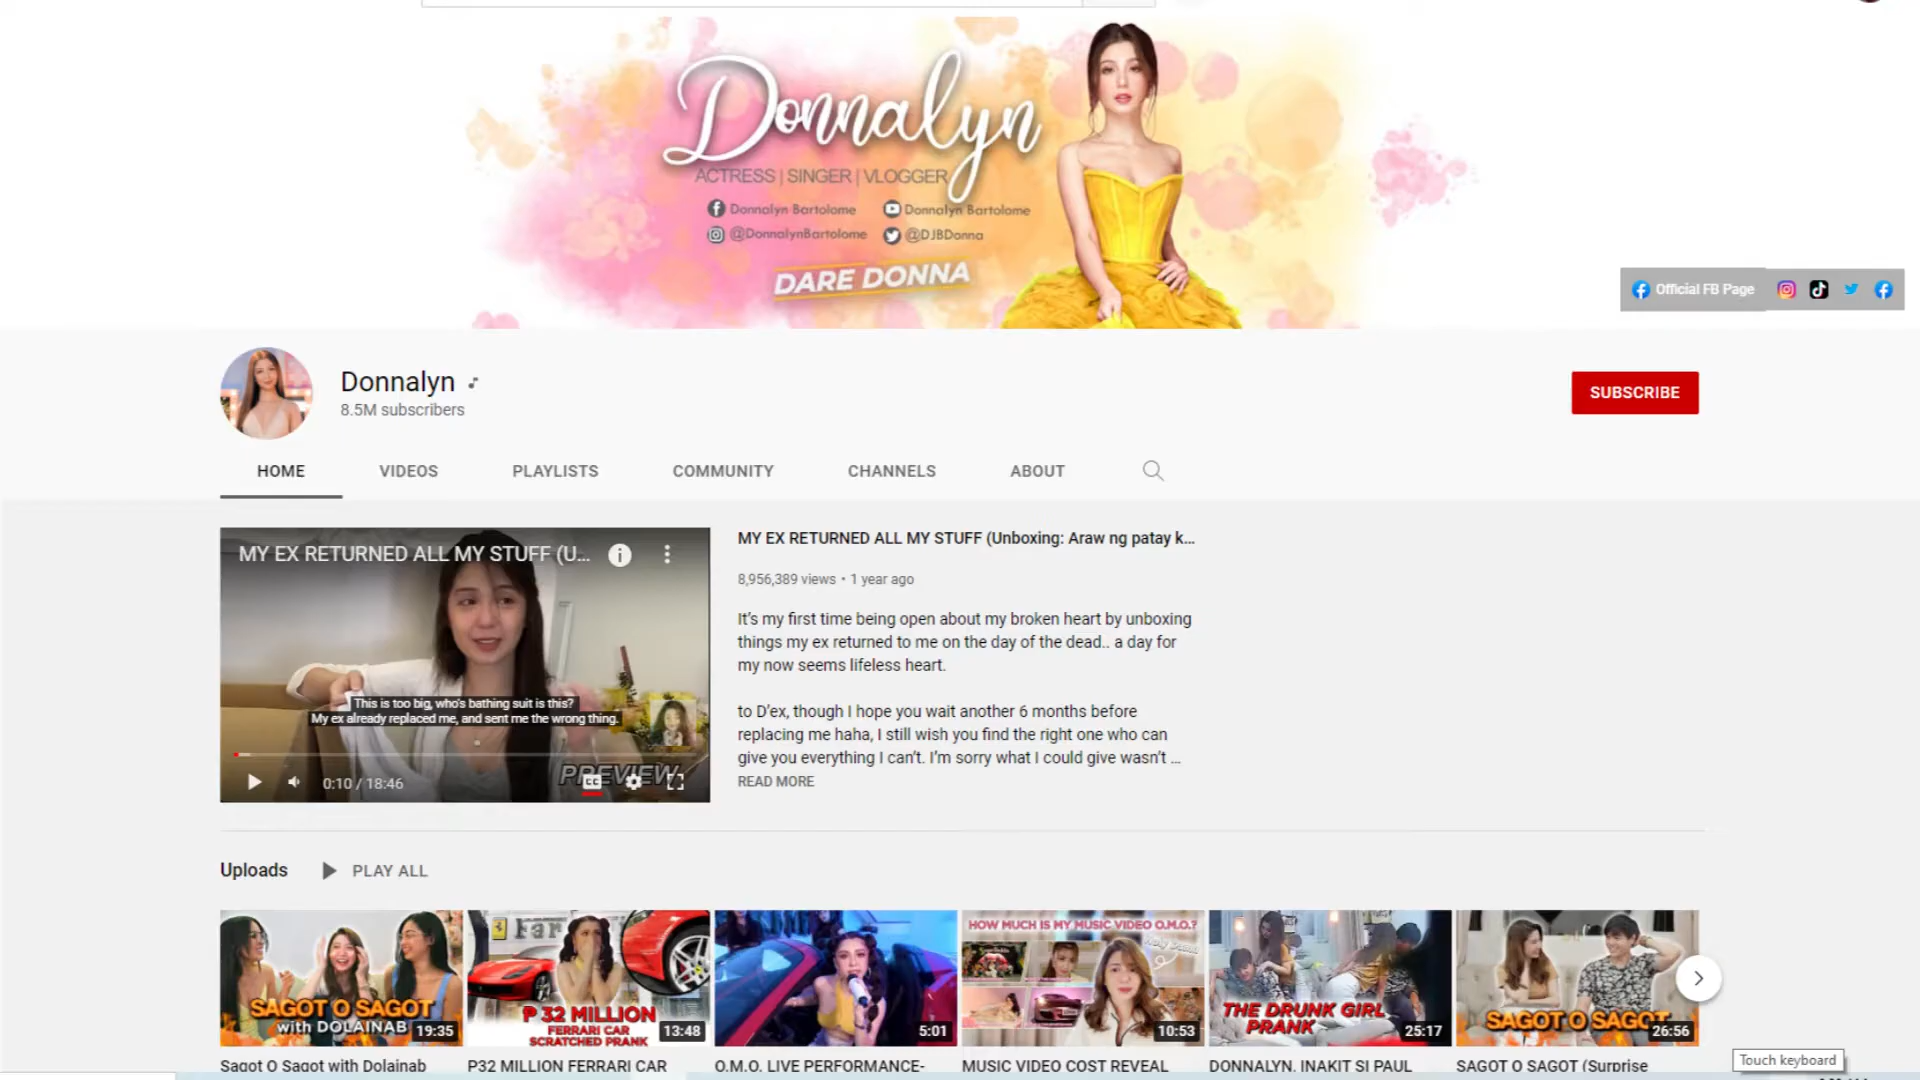 Donnalyn
ACTRESS | SINGER | VLOGGER
Donnalyn Bartolome
Donnalyn Bartolome
@DonnalynBartolome
@DJBDonna
DARE DONNA
Official FB Page
Donnalyn
8.5M subscribers
SUBSCRIBE
HOME
VIDEOS
PLAYLISTS
COMMUNITY
CHANNELS
ABOUT
MY EX RETURNED ALL MY STUFF (U...
This is too big, who's bathing suit is this?
My ex already replaced me, and sent me the wrong thing.
PREVIEW
CC
0:10 / 18:46
MY EX RETURNED ALL MY STUFF (Unboxing: Araw ng patay k...
8,956,389 views • 1 year ago
It's my first time being open about my broken heart by unboxing
things my ex returned to me on the day of the dead.. a day for
my now seems lifeless heart.
to D'ex, though I hope you wait another 6 months before
replacing me haha, I still wish you find the right one who can
give you everything I can't. I'm sorry what I could give wasn't ...
READ MORE
Uploads
PLAY ALL
SAGOT O SAGOT
with DOLAINAB
19:35
Sagot O Sagot with Dolainab
₱ 32 MILLION
FERRARI CAR
SCRATCHED PRANK
13:48
P32 MILLION FERRARI CAR
5:01
O.M.O. LIVE PERFORMANCE-
HOW MUCH IS MY MUSIC VIDEO O.M.O.?
10:53
MUSIC VIDEO COST REVEAL
THE DRUNK GIRL
PRANK
25:17
DONNALYN, INAKIT SI PAUL
SAGOT O SAGOT
26:56
SAGOT O SAGOT (Surprise
Touch keyboard